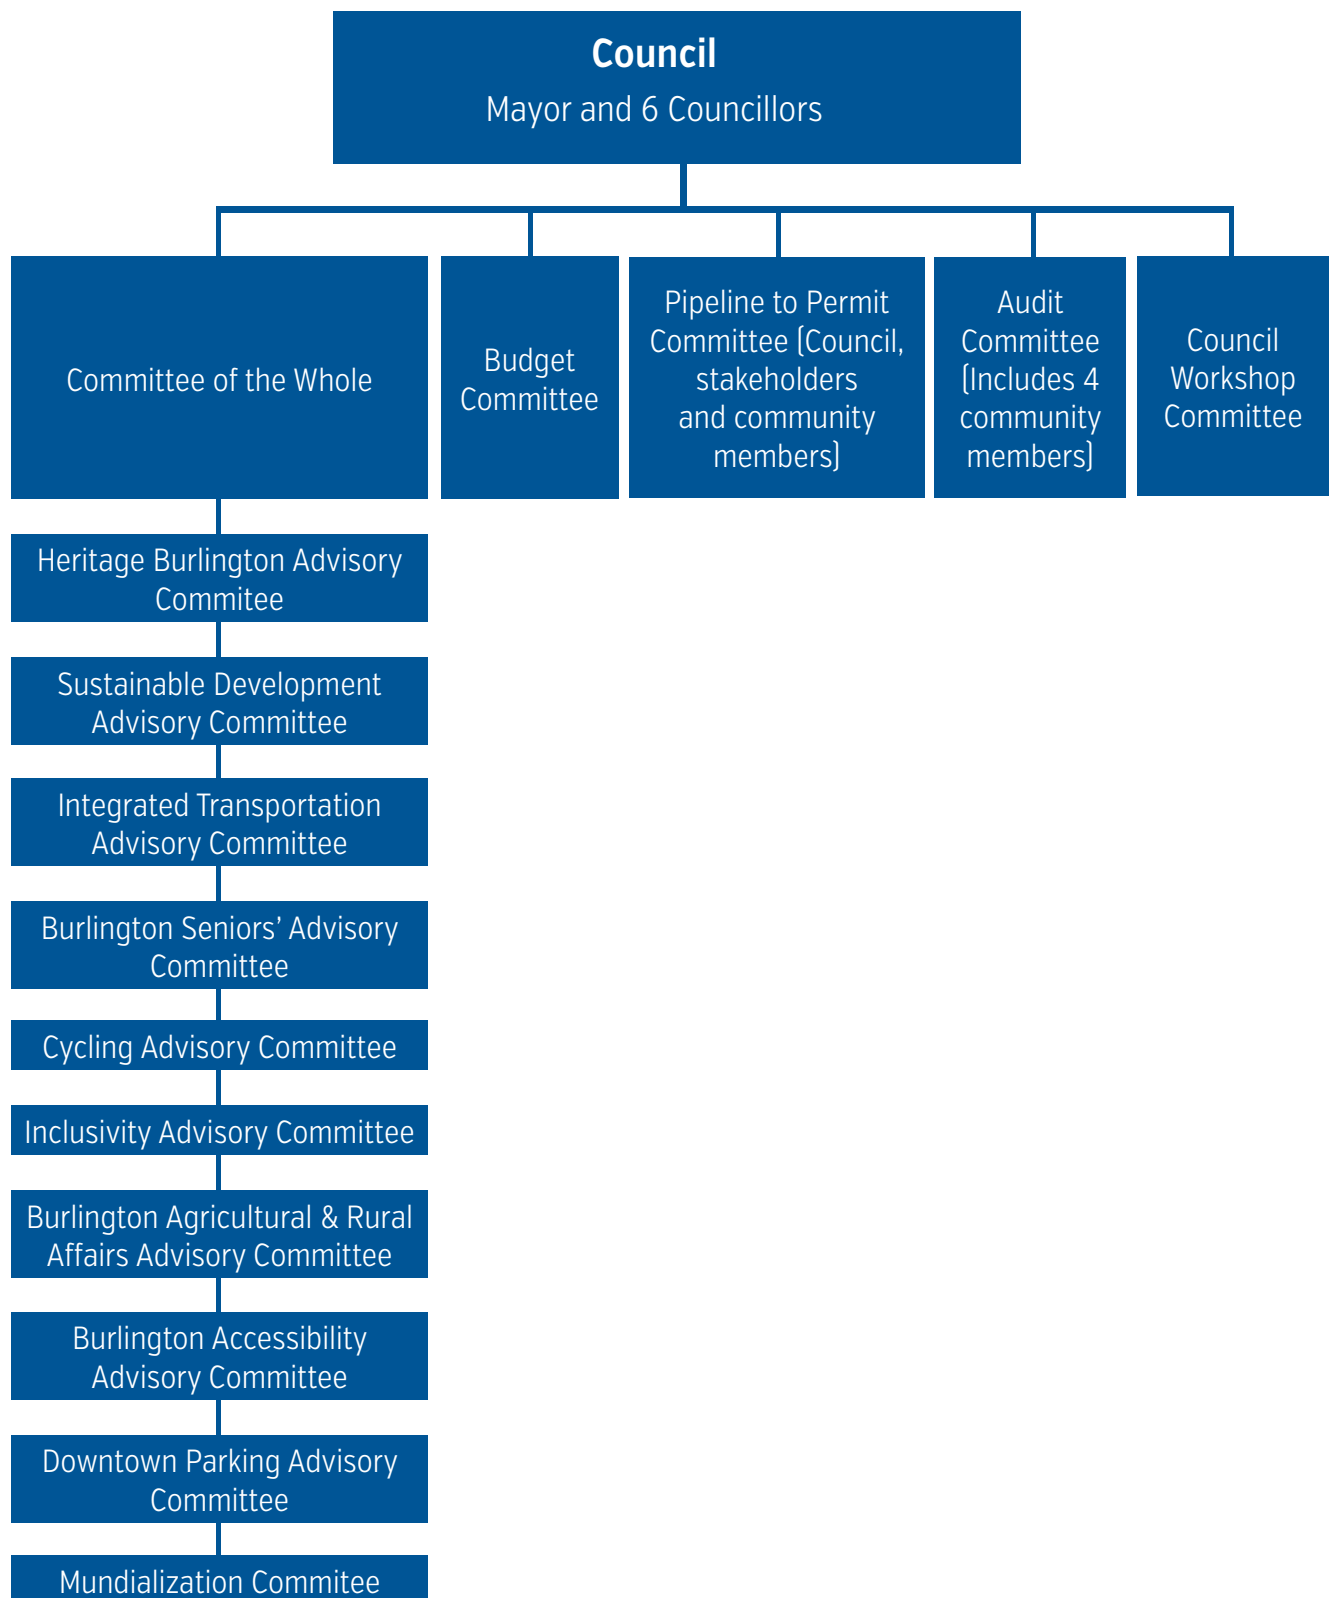 Council
Mayor and 6 Councillors
Committee of the Whole
Budget
Committee
Pipeline to Permit
Committee (Council,
stakeholders
and community
members)
Audit
Committee
(Includes 4
community
members)
Council
Workshop
Committee
Heritage Burlington Advisory
Commitee
Sustainable Development
Advisory Committee
Integrated Transportation
Advisory Committee
Burlington Seniors’ Advisory
Committee
Cycling Advisory Committee
Inclusivity Advisory Committee
Burlington Agricultural & Rural
Affairs Advisory Committee
Burlington Accessibility
Advisory Committee
Downtown Parking Advisory
Committee
Mundialization Commitee